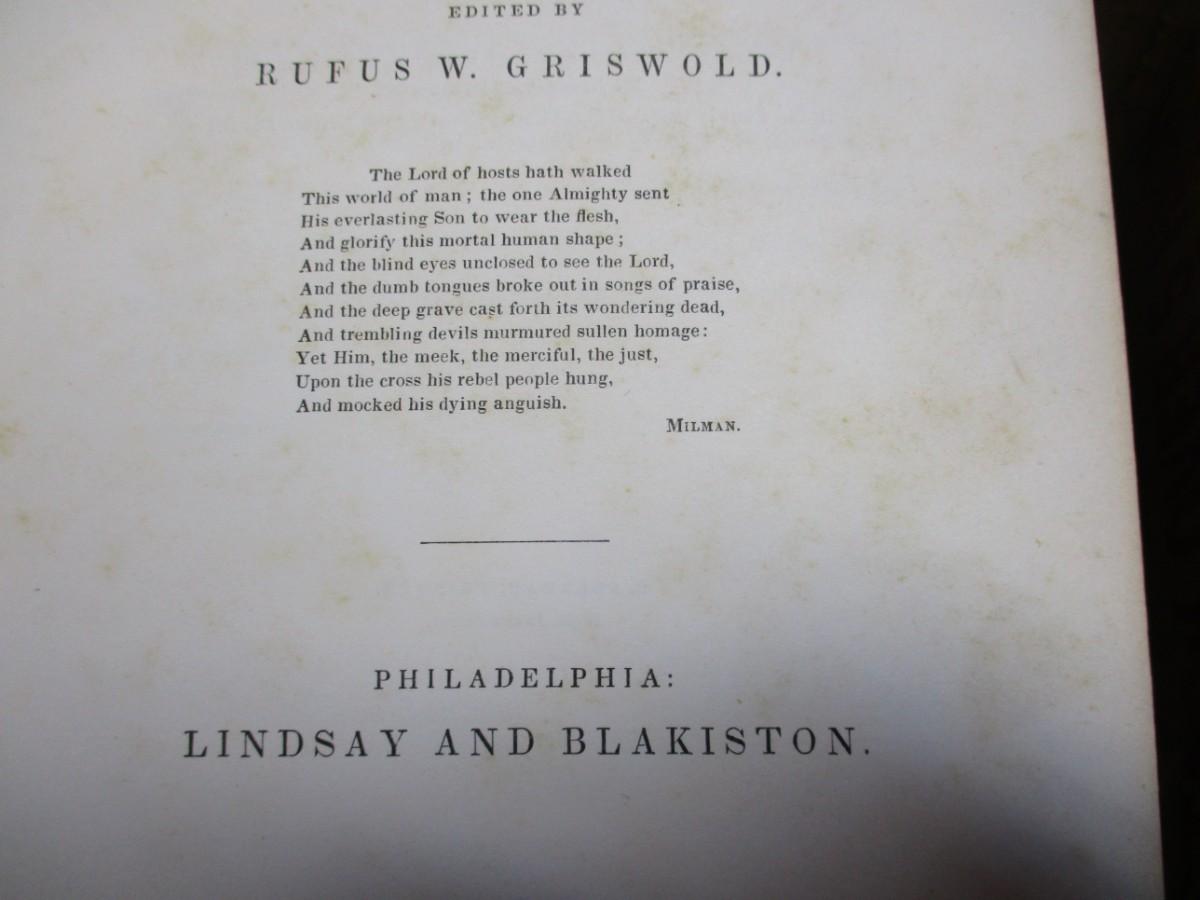 EDITED BY
RUFUS W. GRISWOLD.
The Lord of hosts hath walked
This world of man; the one Almighty sent
His everlasting Son to wear the flesh,
And glorify this mortal human shape;
And the blind eyes unclosed to see the Lord,
And the dumb tongues broke out in songs of praise,
And the deep grave cast forth its wondering dead,
And trembling devils murmured sullen homage:
Yet Him, the meek, the merciful, the just,
Upon the cross his rebel people hung,
And mocked his dying anguish.
MILMAN.
PHILADELPHIA:
LINDSAY AND BLAKISTON.